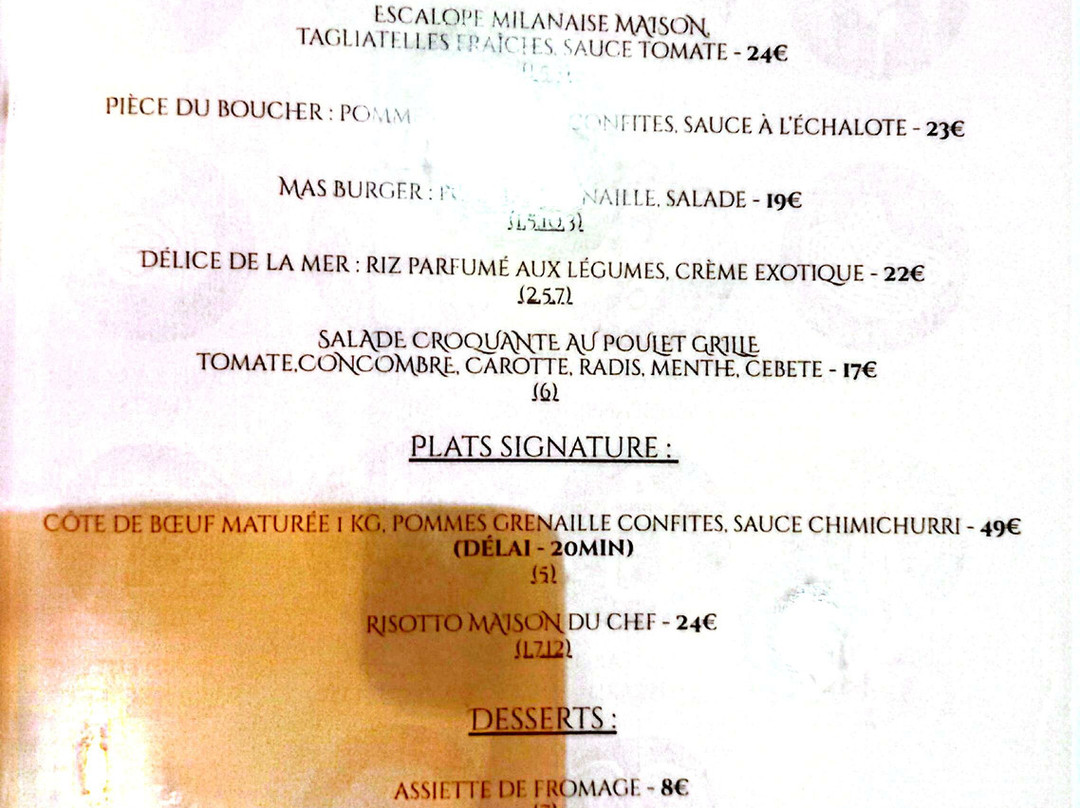 ESCALOPE MILANAISE MAISON,
TAGLIATELLES FRAÎCHES, SAUCE TOMATE - 24€
PIÈCE DU BOUCHER : POMM CONFITES, SAUCE À L'ÉCHALOTE - 23€
MAS BURGER : NAILLE, SALADE - 19€
(1,5,10,3)
DÉLICE DE LA MER : RIZ PARFUMÉ AUX LÉGUMES, CRÈME EXOTIQUE - 22€
(2,5,7)
SALADE CROQUANTE AU POULET GRILLE
TOMATE,CONCOMBRE, CAROTTE, RADIS, MENTHE, CEBETE - 17€
(6)
PLATS SIGNATURE :
CÔTE DE BŒUF MATURÉE 1 KG, POMMES GRENAILLE CONFITES, SAUCE CHIMICHURRI - 49€
(DÉLAI - 20MIN)
(5)
RISOTTO MAISON DU CHEF - 24€
(1,7,12)
DESSERTS :
ASSIETTE DE FROMAGE - 8€